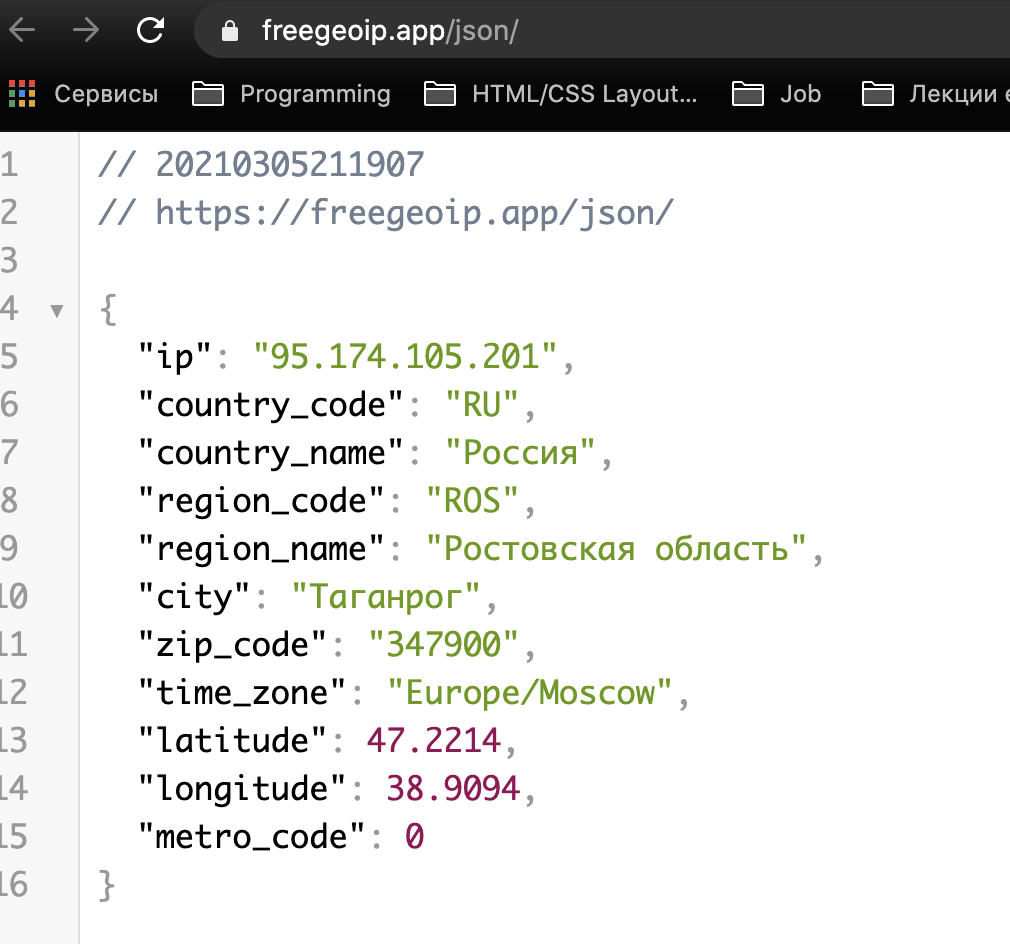 freegeoip.app/json/
Сервисы Programming HTML/CSS Layout... Job Лекции
1 // 20210305211907
2 // https://freegeoip.app/json/
3
4 {
5 "ip": "95.174.105.201",
6 "country_code": "RU",
7 "country_name": "Россия",
8 "region_code": "ROS",
9 "region_name": "Ростовская область",
10 "city": "Таганрог",
11 "zip_code": "347900",
12 "time_zone": "Europe/Moscow",
13 "latitude": 47.2214,
14 "longitude": 38.9094,
15 "metro_code": 0
16 }